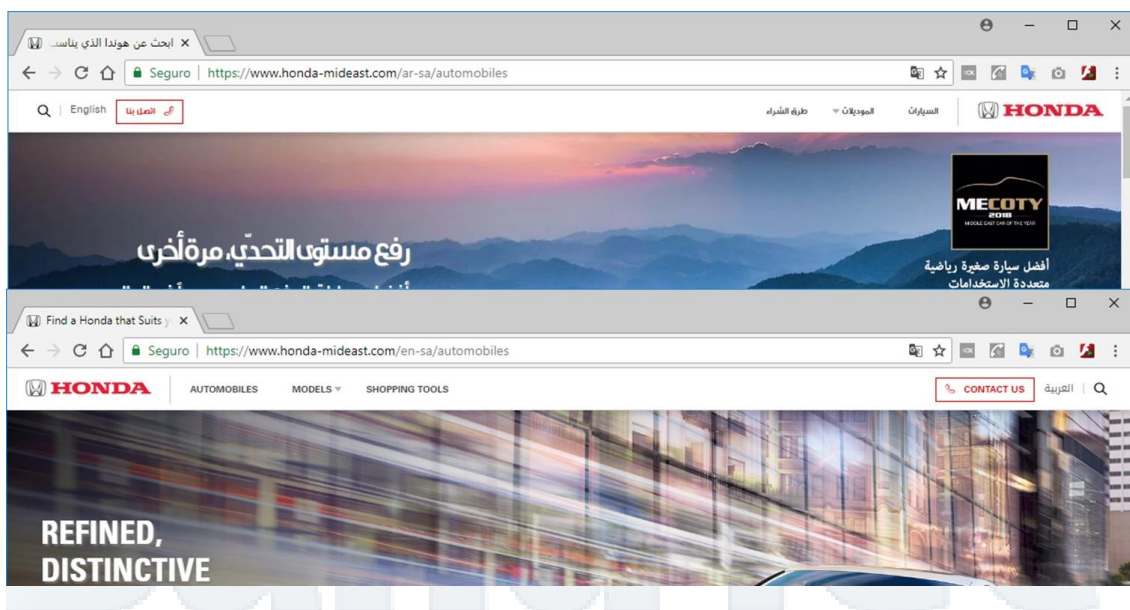 ابحث عن هوندا الذي يناسب
Seguro | https://www.honda-mideast.com/ar-sa/automobiles
HONDA السيارات الموديلات طرق الشراء اتصل بنا English
MECOTY
2018
MIDDLE EAST CAR OF THE YEAR
رفع مستوى التحدّي، مرة أخرى
أفضل سيارة صغيرة رياضية
متعددة الاستخدامات
Find a Honda that Suits y
Seguro | https://www.honda-mideast.com/en-sa/automobiles
HONDA AUTOMOBILES MODELS SHOPPING TOOLS CONTACT US العربية
REFINED,
DISTINCTIVE